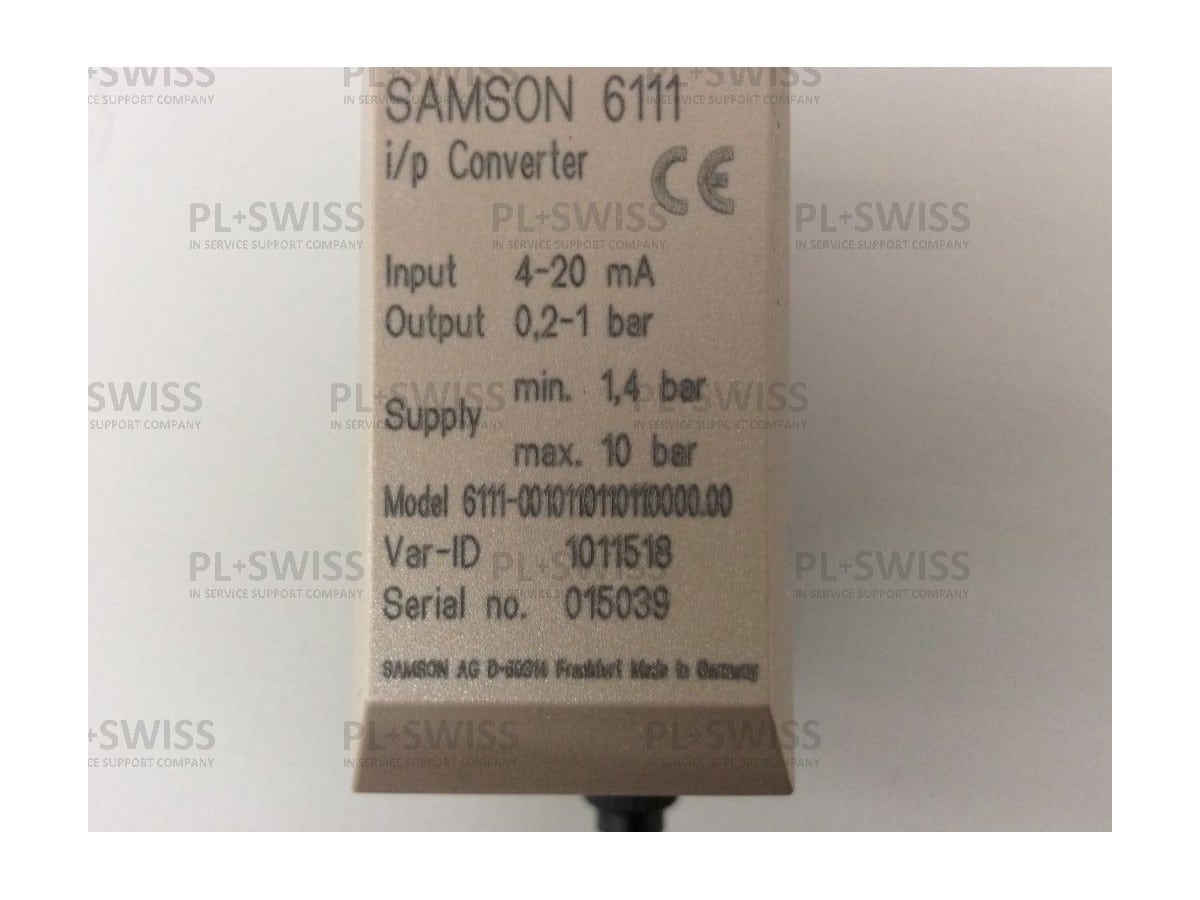 SAMSON 6111
i/p Converter
CE
Input 4-20 mA
Output 0,2-1 bar
Supply min. 1,4 bar
max. 10 bar
Model 6111-0010110110110000.00
Var-ID 1011518
Serial no. 015039
SAMSON AG D-60314 Frankfurt Made in Germany
PL+SWISS
IN SERVICE SUPPORT COMPANY